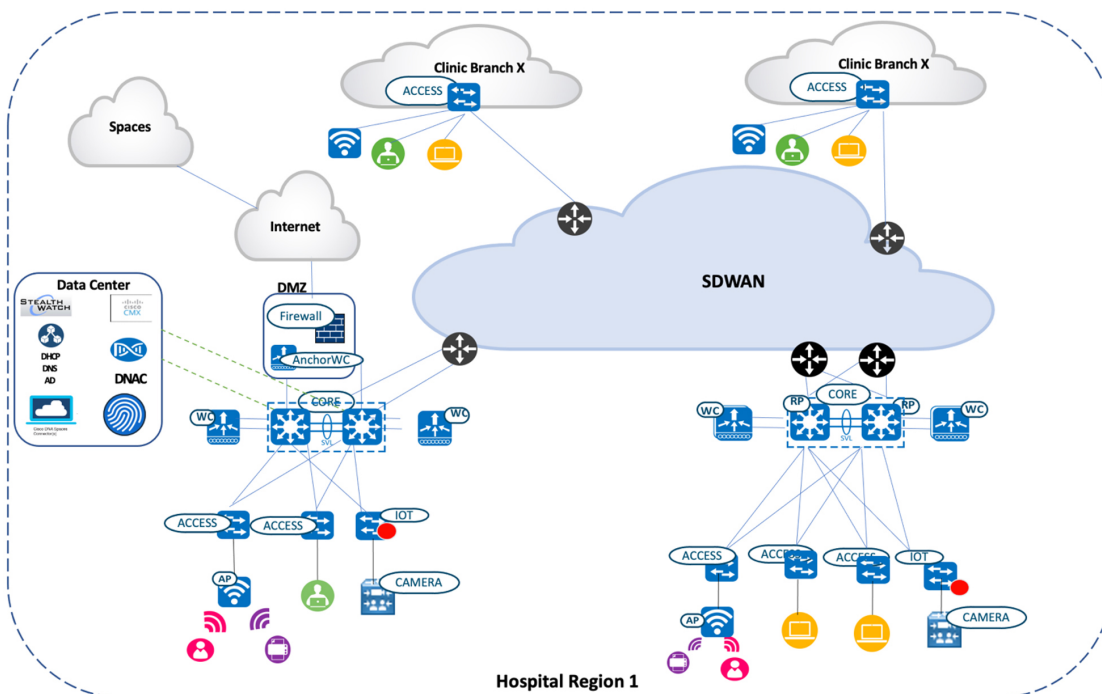 Clinic Branch X
ACCESS
Clinic Branch X
ACCESS
Spaces
Internet
SDWAN
Data Center
STEALTH
WATCH
CISCO
CMX
DHCP
DNS
AD
DNAC
DMZ
Firewall
AnchorWC
CORE
WC
WC
SVL
RP
CORE
RP
WC
WC
SVL
ACCESS
ACCESS
IOT
AP
CAMERA
ACCESS
ACCESS
ACCESS
IOT
AP
CAMERA
Hospital Region 1